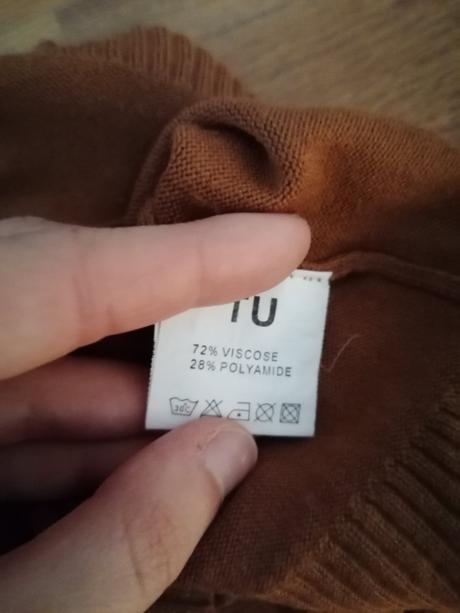 TU
72% VISCOSE
28% POLYAMIDE
30°C